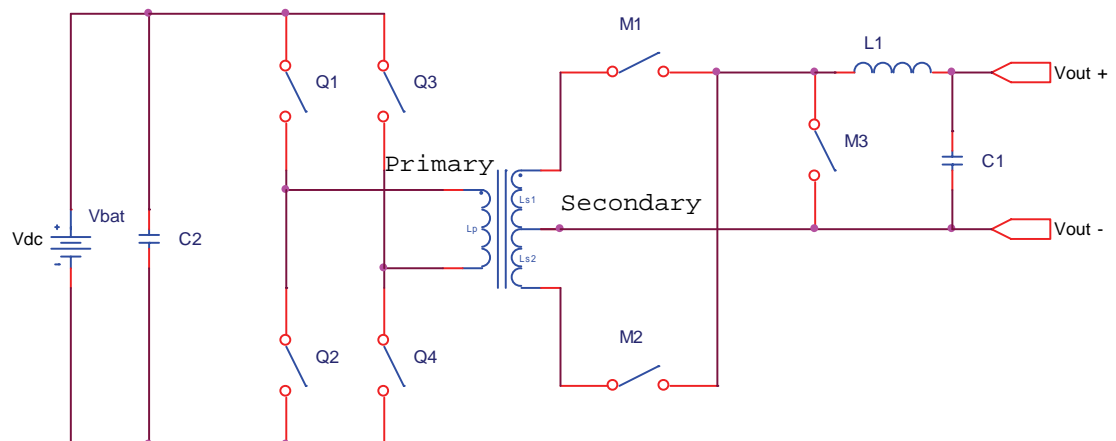 M1
L1
Vout +
Q1
Q3
M3
C1
Primary
Lp
Ls1
Secondary
Ls2
Vbat
+
Vdc
-
C2
Vout -
M2
Q2
Q4